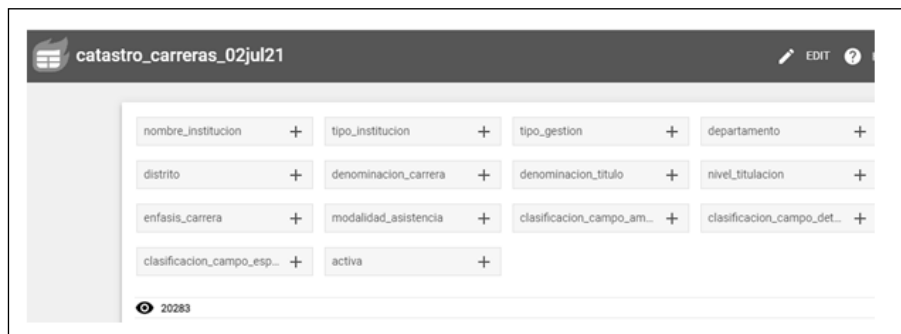 catastro_carreras_02jul21 EDIT
nombre_institucion tipo_institucion tipo_gestion departamento
distrito denominacion_carrera denominacion_titulo nivel_titulacion
enfasis_carrera modalidad_asistencia clasificacion_campo_am... clasificacion_campo_det...
clasificacion_campo_esp... activa
20283